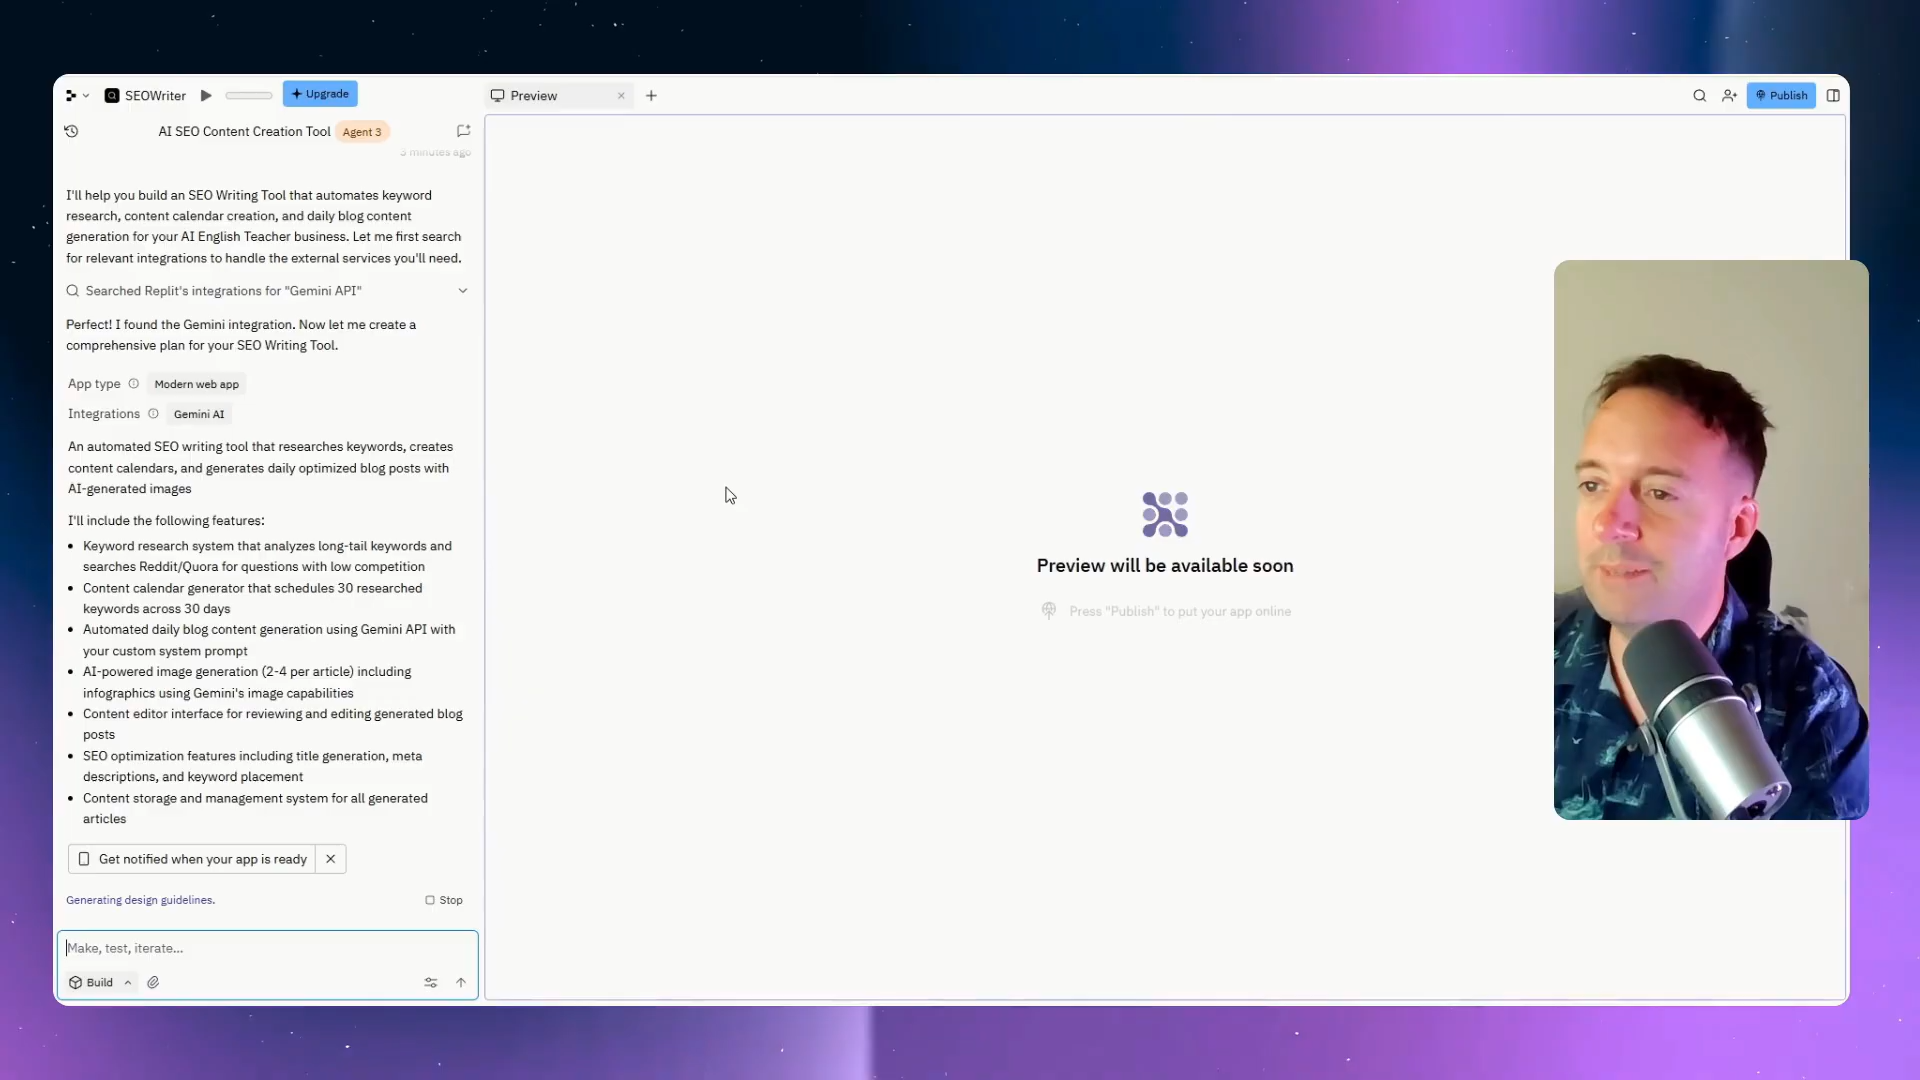 SEOWriter
Upgrade
Preview
Publish
AI SEO Content Creation Tool
Agent 3
3 minutes ago
I'll help you build an SEO Writing Tool that automates keyword
research, content calendar creation, and daily blog content
generation for your AI English Teacher business. Let me first search
for relevant integrations to handle the external services you'll need.
Searched Replit's integrations for "Gemini API"
Perfect! I found the Gemini integration. Now let me create a
comprehensive plan for your SEO Writing Tool.
App type
Modern web app
Integrations
Gemini AI
An automated SEO writing tool that researches keywords, creates
content calendars, and generates daily optimized blog posts with
AI-generated images
I'll include the following features:
• Keyword research system that analyzes long-tail keywords and
searches Reddit/Quora for questions with low competition
• Content calendar generator that schedules 30 researched
keywords across 30 days
• Automated daily blog content generation using Gemini API with
your custom system prompt
• AI-powered image generation (2-4 per article) including
infographics using Gemini's image capabilities
• Content editor interface for reviewing and editing generated blog
posts
• SEO optimization features including title generation, meta
descriptions, and keyword placement
• Content storage and management system for all generated
articles
Get notified when your app is ready
Generating design guidelines.
Stop
Make, test, iterate...
Build
Preview will be available soon
Press "Publish" to put your app online